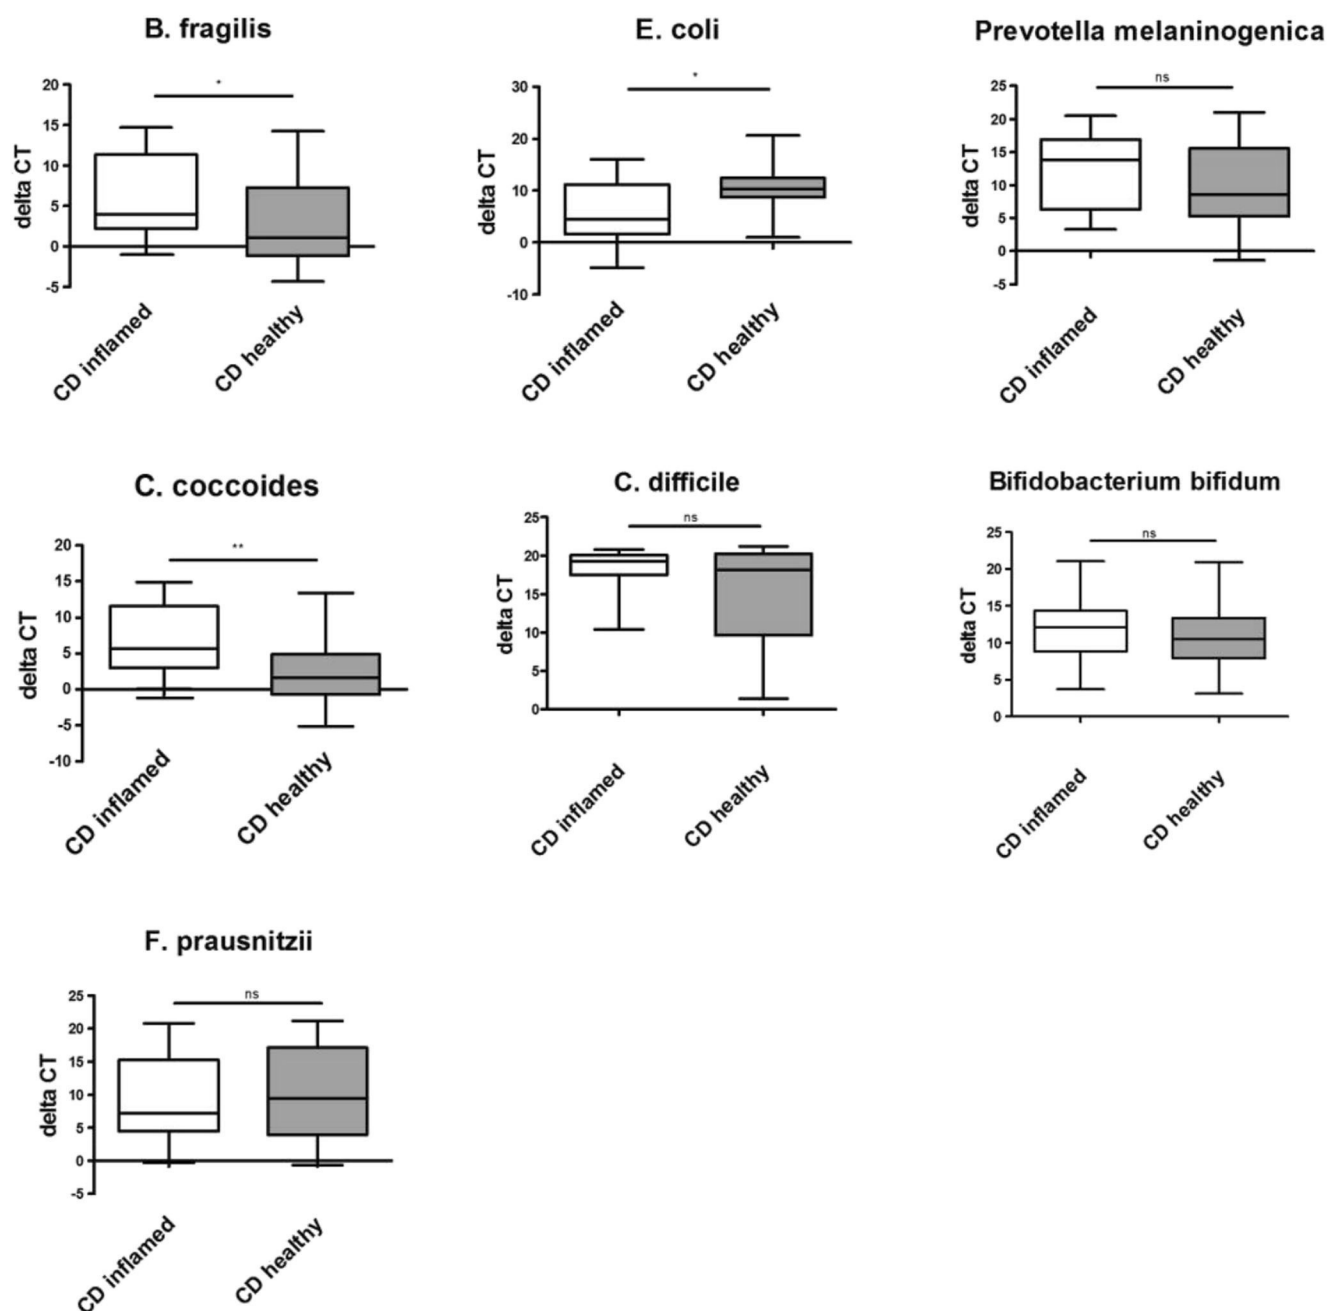 B. fragilis
*
20
15
10
5
0
-5
delta CT
CD inflamed
CD healthy
E. coli
*
30
20
10
0
-10
delta CT
CD inflamed
CD healthy
Prevotella melaninogenica
ns
25
20
15
10
5
0
-5
delta CT
CD inflamed
CD healthy
C. coccoides
**
20
15
10
5
0
-5
-10
delta CT
CD inflamed
CD healthy
C. difficile
ns
25
20
15
10
5
0
delta CT
CD inflamed
CD healthy
Bifidobacterium bifidum
ns
25
20
15
10
5
0
delta CT
CD inflamed
CD healthy
F. prausnitzii
ns
25
20
15
10
5
0
-5
delta CT
CD inflamed
CD healthy